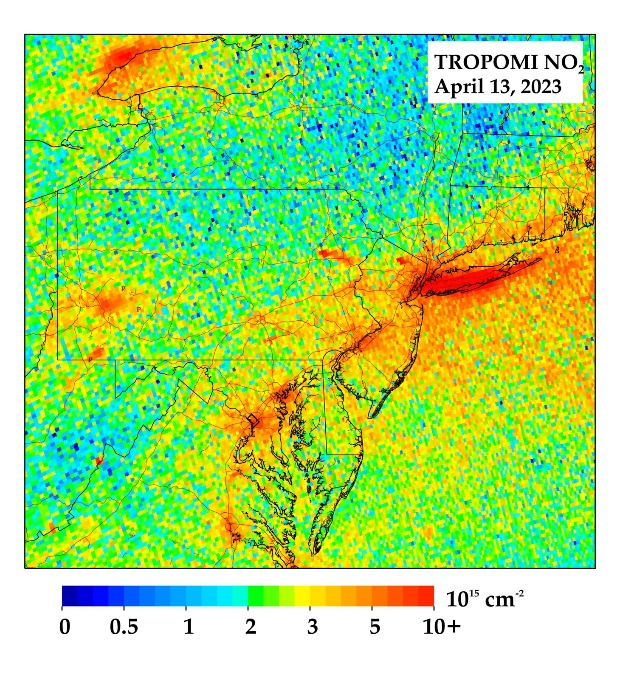 TROPOMI NO₂
April 13, 2023
10¹⁵ cm⁻²
0 0.5 1 2 3 5 10+